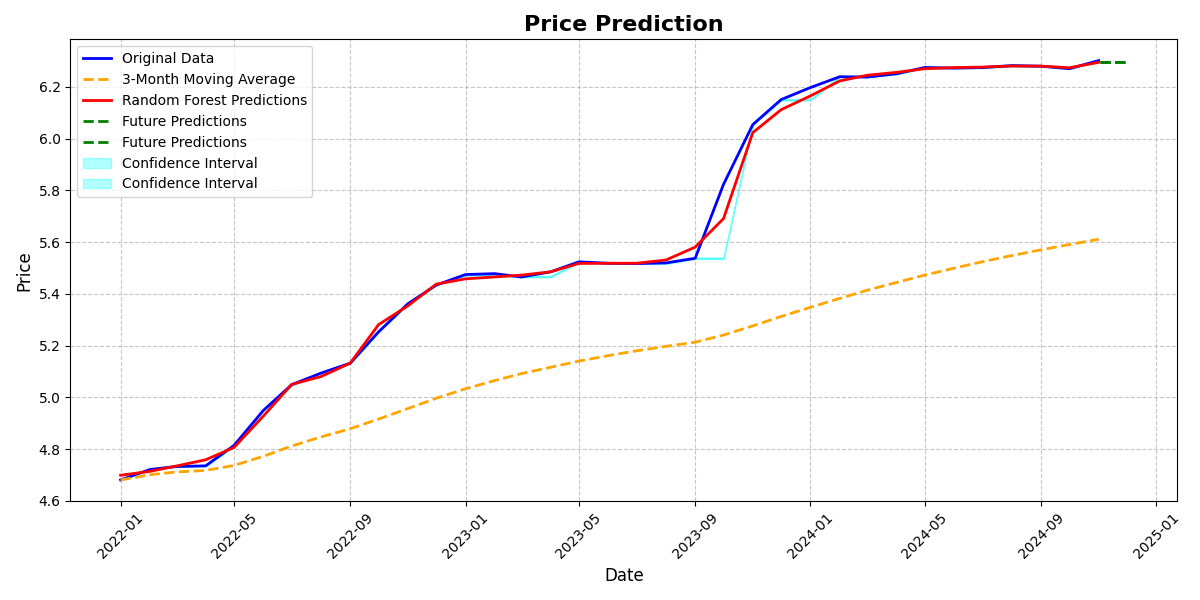 Price Prediction
Original Data
3-Month Moving Average
Random Forest Predictions
Future Predictions
Future Predictions
Confidence Interval
Confidence Interval
Price
6.2
6.0
5.8
5.6
5.4
5.2
5.0
4.8
4.6
2022-01
2022-05
2022-09
2023-01
2023-05
2023-09
2024-01
2024-05
2024-09
2025-01
Date